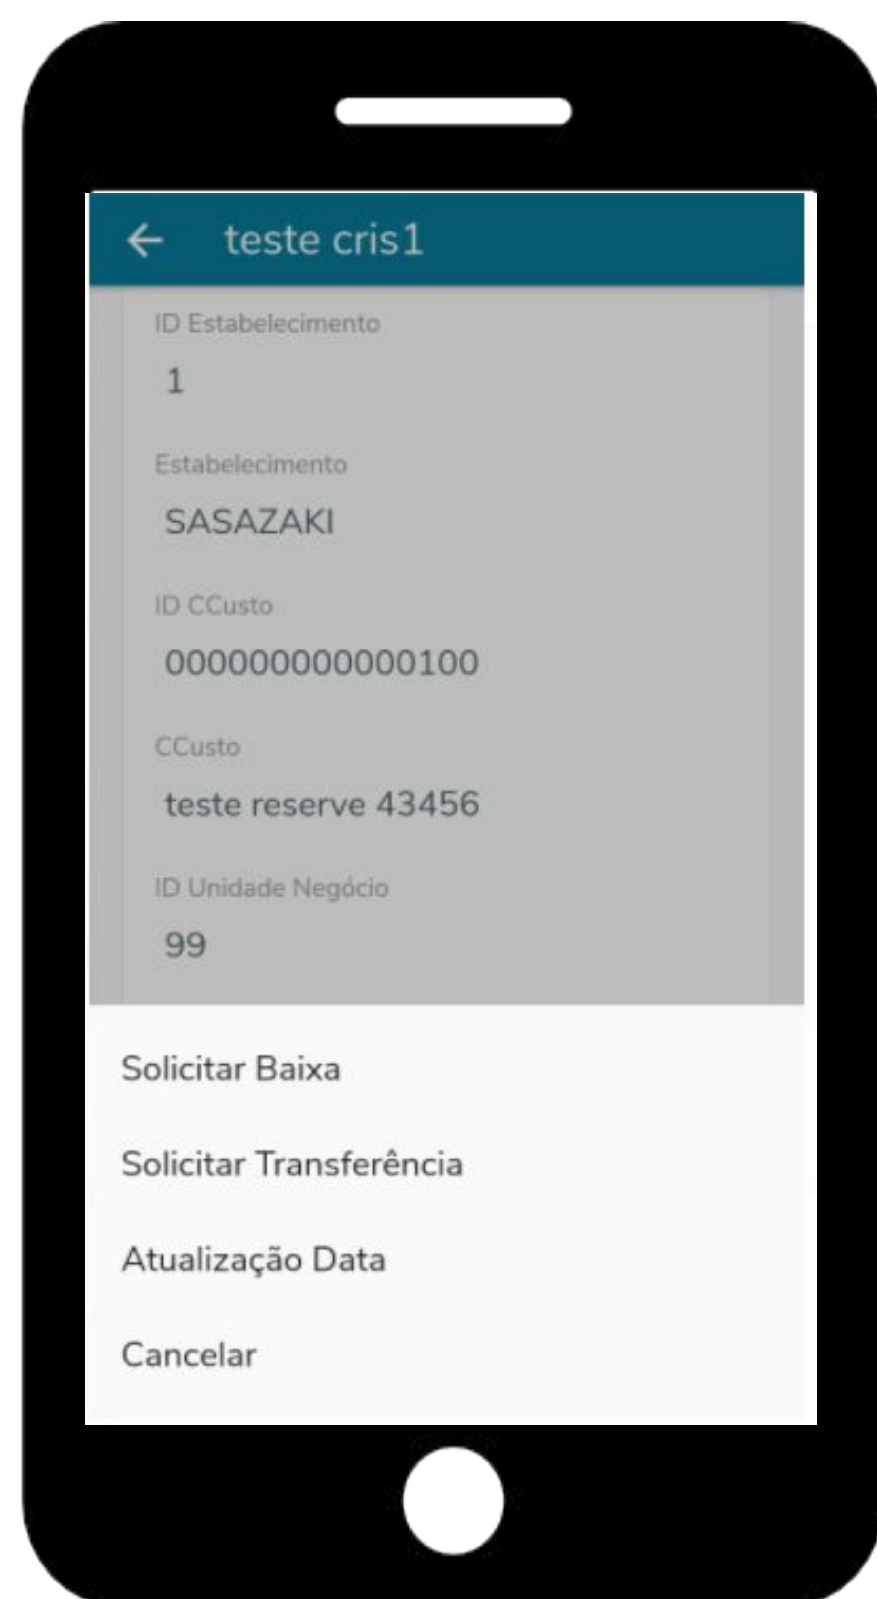 teste cris1
ID Estabelecimento
1
Estabelecimento
SASAZAKI
ID CCusto
000000000000100
CCusto
teste reserve 43456
ID Unidade Negócio
99
Solicitar Baixa
Solicitar Transferência
Atualização Data
Cancelar